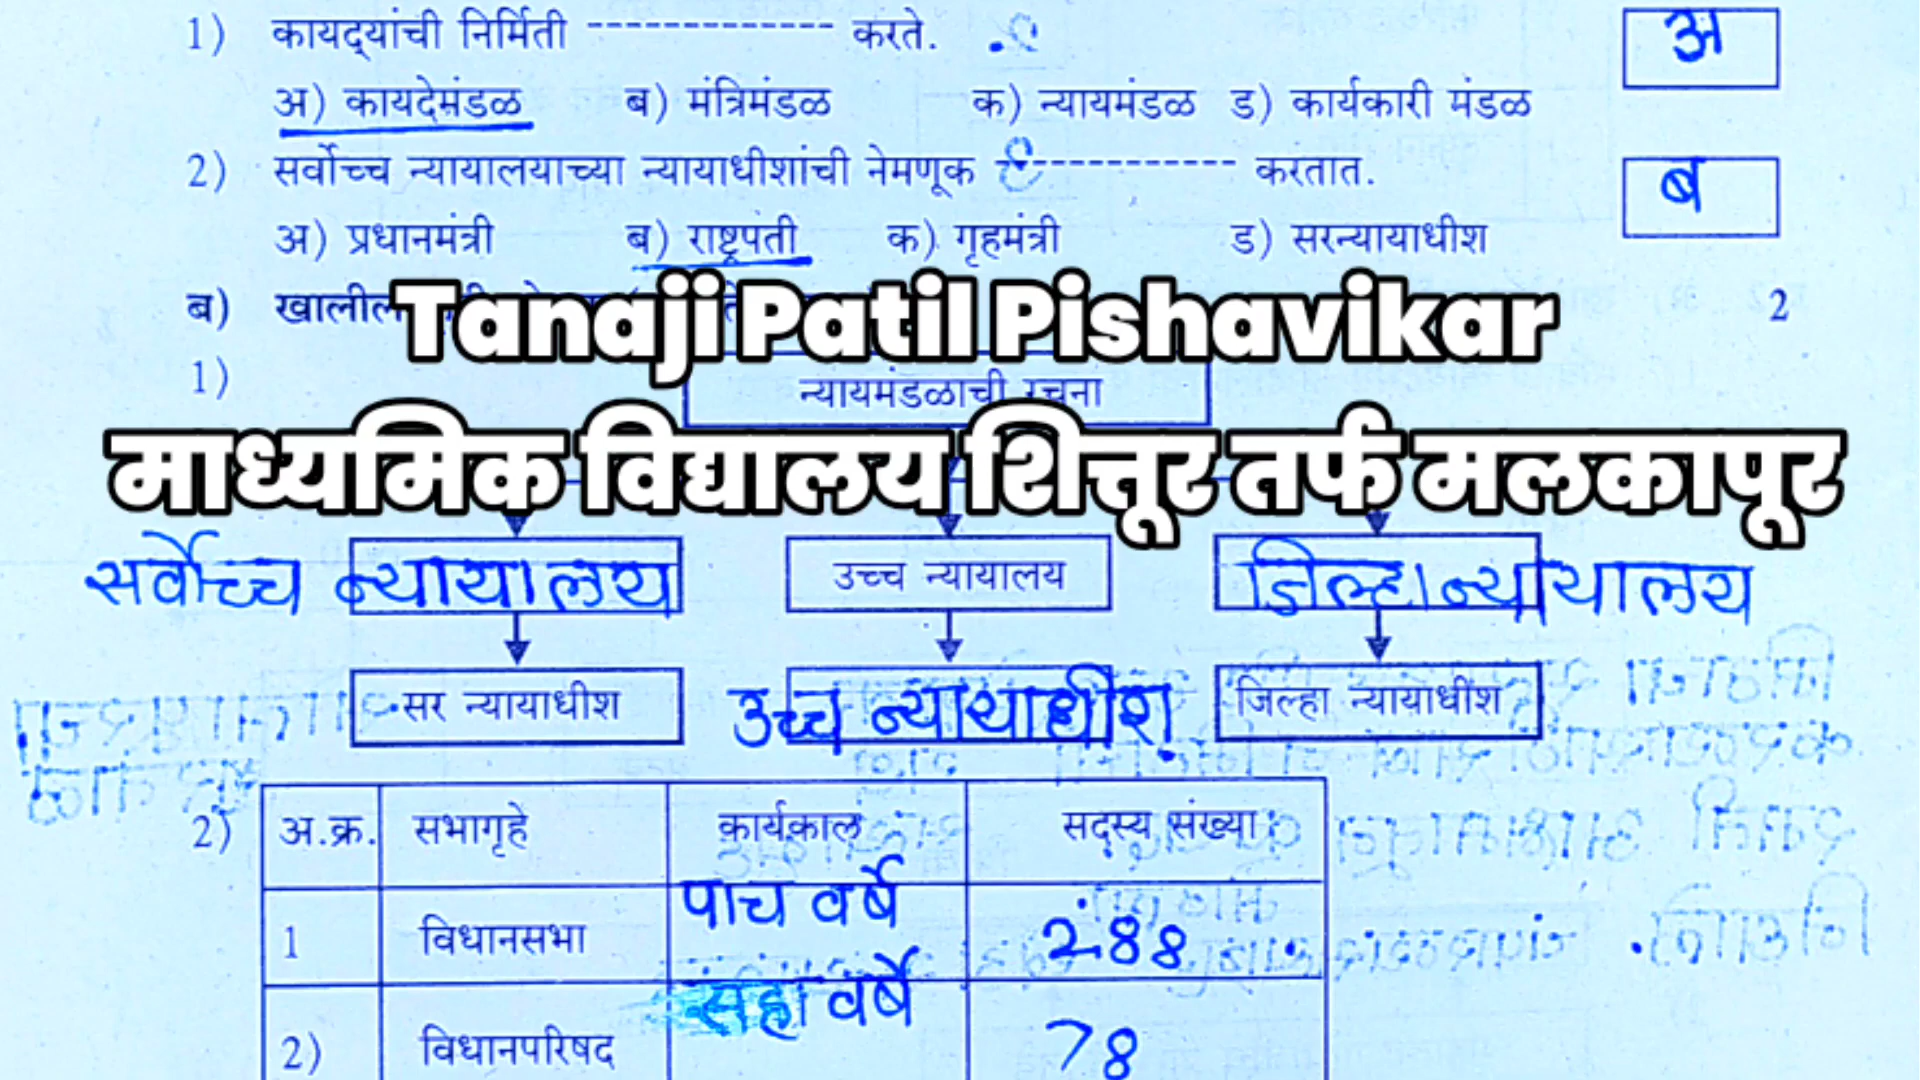 1) कायद्यांची निर्मिती ------------- करते.
अ
अ) कायदेमंडळ ब) मंत्रिमंडळ क) न्यायमंडळ ड) कार्यकारी मंडळ
2) सर्वोच्च न्यायालयाच्या न्यायाधीशांची नेमणूक ------------ करतात.
ब
अ) प्रधानमंत्री ब) राष्ट्रपती क) गृहमंत्री ड) सरन्यायाधीश
ब) खालील 2
Tanaji Patil Pishavikar
1) न्यायमंडळाची रचना
माध्यमिक विद्यालय शित्तूर तर्फ मलकापूर
सर्वोच्च न्यायालय उच्च न्यायालय जिल्हा न्यायालय
सर न्यायाधीश उच्च न्यायाधीश जिल्हा न्यायाधीश
2) अ.क्र. सभागृहे कार्यकाल सदस्य संख्या
1 विधानसभा पाच वर्षे 288
2) विधानपरिषद सहा वर्षे 78